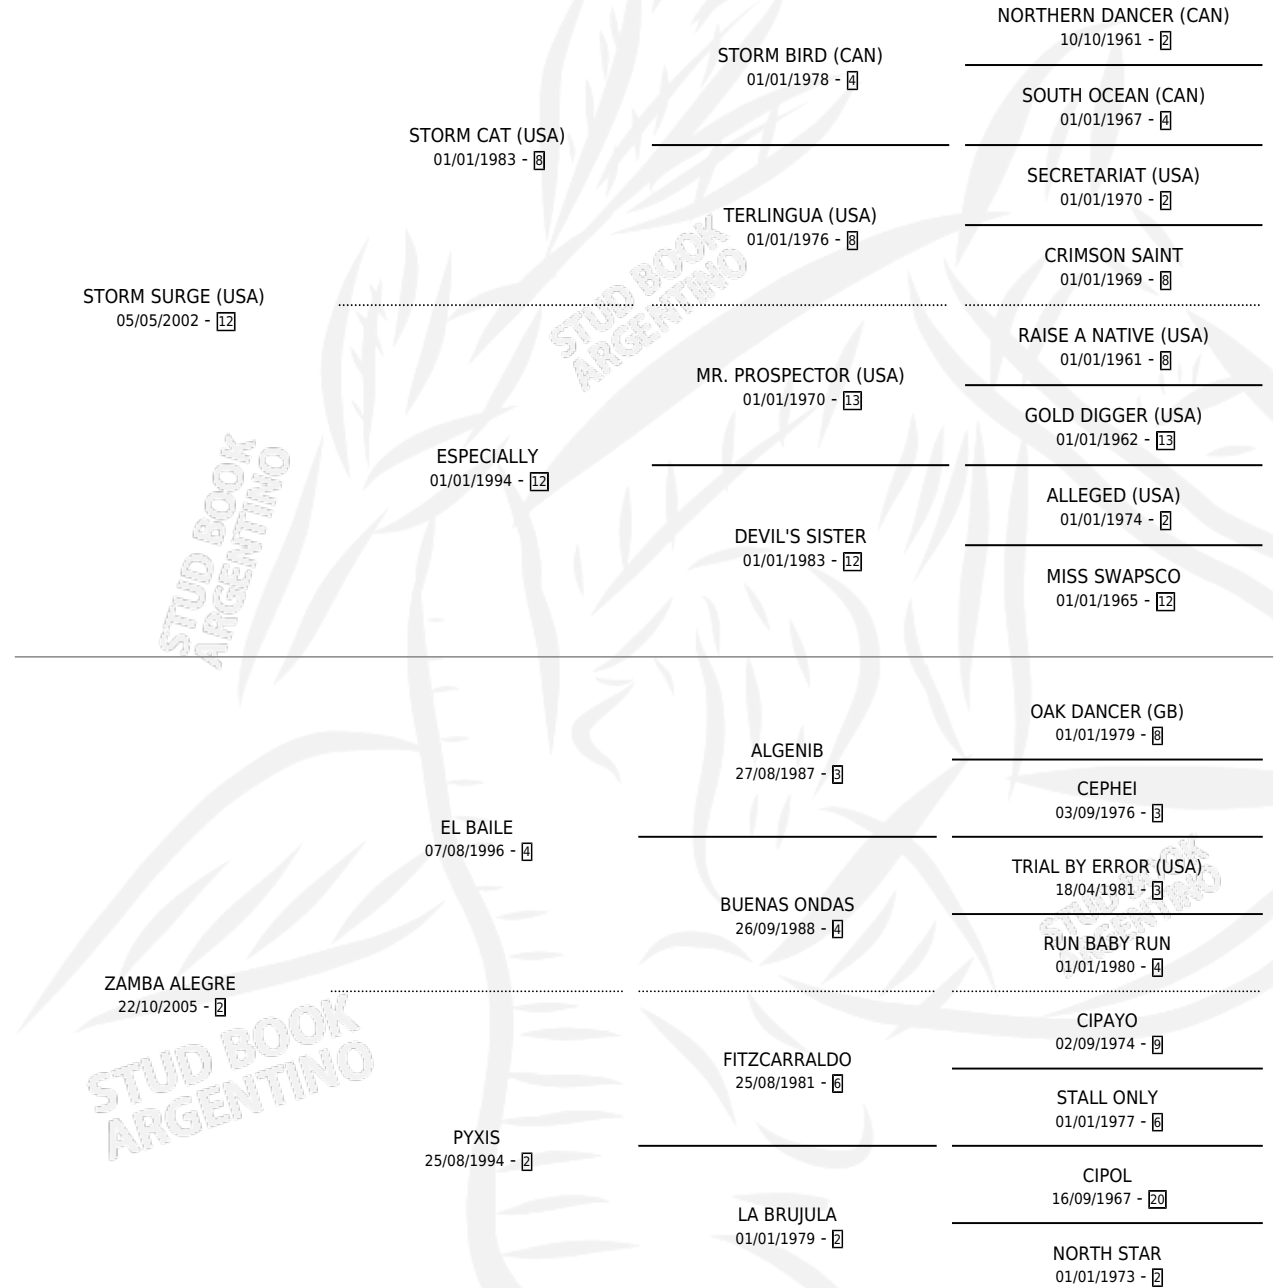 NORTHERN DANCER (CAN)
10/10/1961 - 2
STORM BIRD (CAN)
01/01/1978 - 4
SOUTH OCEAN (CAN)
01/01/1967 - 4
STORM CAT (USA)
01/01/1983 - 8
SECRETARIAT (USA)
01/01/1970 - 2
TERLINGUA (USA)
01/01/1976 - 8
CRIMSON SAINT
01/01/1969 - 8
STORM SURGE (USA)
05/05/2002 - 12
RAISE A NATIVE (USA)
01/01/1961 - 8
MR. PROSPECTOR (USA)
01/01/1970 - 13
GOLD DIGGER (USA)
01/01/1962 - 13
ESPECIALLY
01/01/1994 - 12
ALLEGED (USA)
01/01/1974 - 2
DEVIL'S SISTER
01/01/1983 - 12
MISS SWAPSCO
01/01/1965 - 12
STUD BOOK
ARGENTINO
STUD BOOK
ARGENTINO
OAK DANCER (GB)
01/01/1979 - 8
ALGENIB
27/08/1987 - 3
CEPHEI
03/09/1976 - 3
EL BAILE
07/08/1996 - 4
TRIAL BY ERROR (USA)
18/04/1981 - 3
BUENAS ONDAS
26/09/1988 - 4
RUN BABY RUN
01/01/1980 - 4
STUD BOOK
ARGENTINO
ZAMBA ALEGRE
22/10/2005 - 2
CIPAYO
02/09/1974 - 9
FITZCARRALDO
25/08/1981 - 6
STALL ONLY
01/01/1977 - 6
PYXIS
25/08/1994 - 2
CIPOL
16/09/1967 - 20
LA BRUJULA
01/01/1979 - 2
NORTH STAR
01/01/1973 - 2
STUD BOOK
ARGENTINO